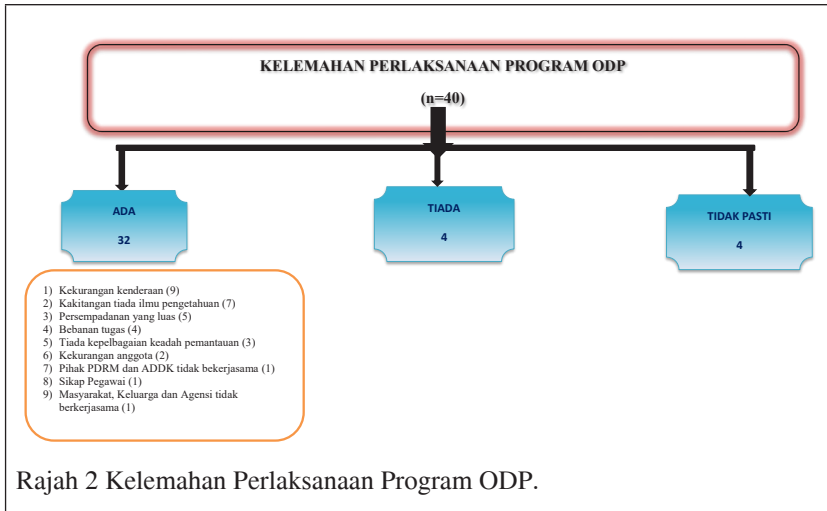 KELEMAHAN PERLAKSANAAN PROGRAM ODP
(n=40)
ADA
32
TIADA
4
TIDAK PASTI
4
1) Kekurangan kenderaan (9)
2) Kakitangan tiada ilmu pengetahuan (7)
3) Persempadanan yang luas (5)
4) Bebanan tugas (4)
5) Tiada kepelbagaian keadah pemantauan (3)
6) Kekurangan anggota (2)
7) Pihak PDRM dan ADDK tidak bekerjasama (1)
8) Sikap Pegawai (1)
9) Masyarakat, Keluarga dan Agensi tidak
berkerjasama (1)
Rajah 2 Kelemahan Perlaksanaan Program ODP.